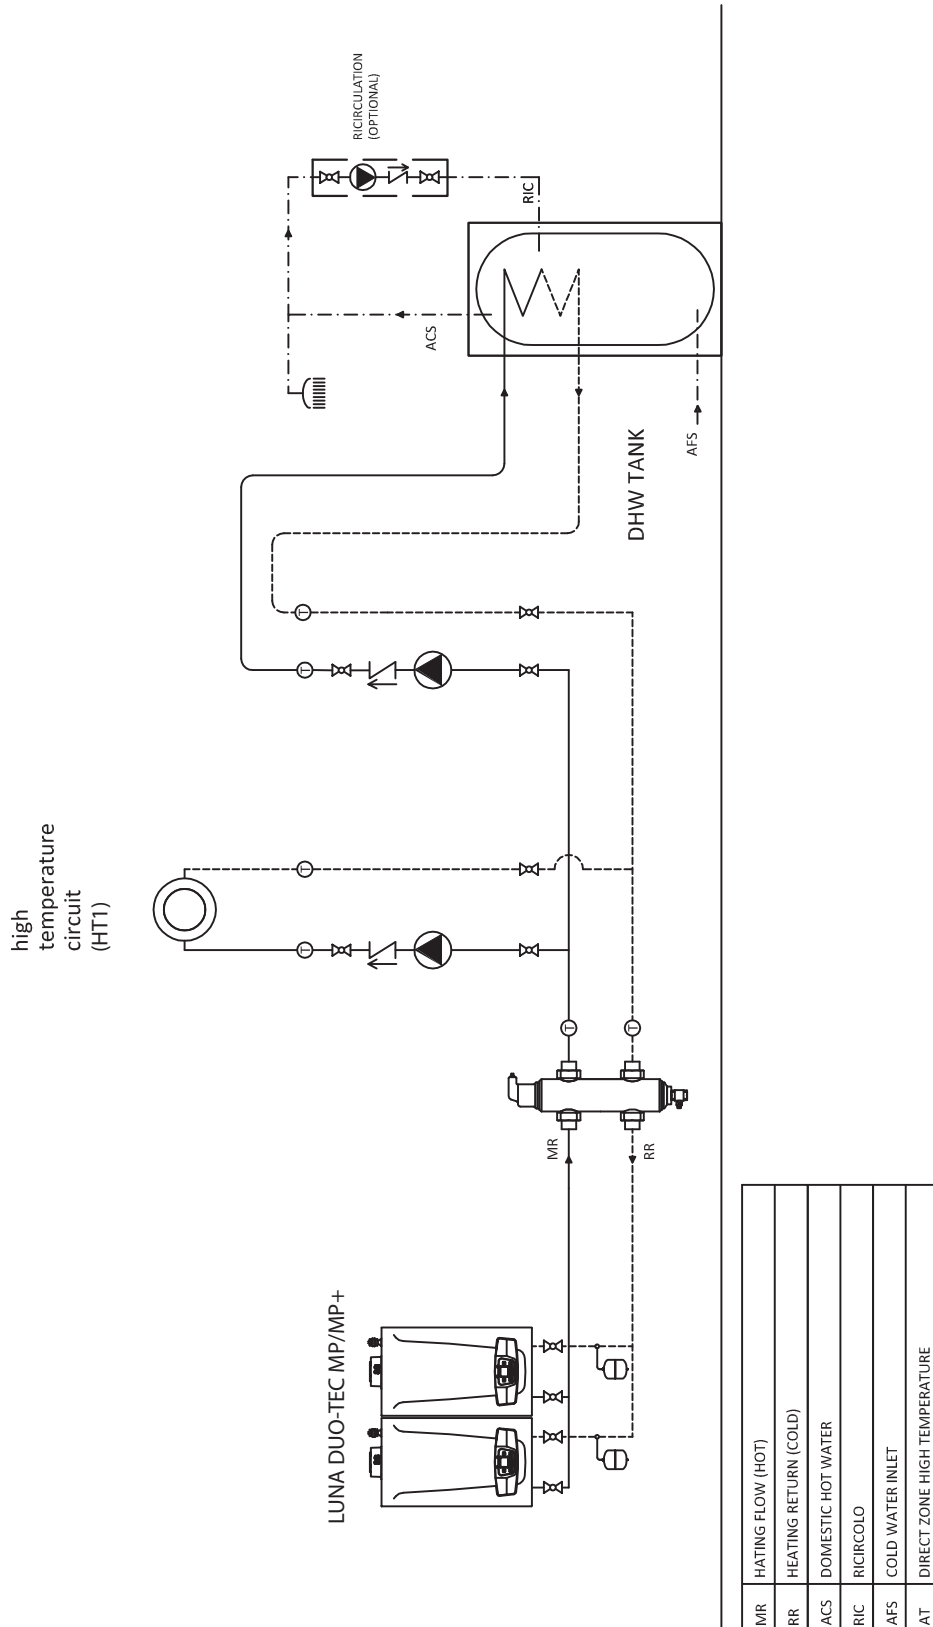 high
temperature
circuit
(HT1)
RICIRCULATION
(OPTIONAL)
RIC
ACS
AFS
DHW TANK
T
T
T
T
T
T
MR
RR
LUNA DUO-TEC MP/MP+
MR HATING FLOW (HOT)
RR HEATING RETURN (COLD)
ACS DOMESTIC HOT WATER
RIC RICIRCOLO
AFS COLD WATER INLET
AT DIRECT ZONE HIGH TEMPERATURE